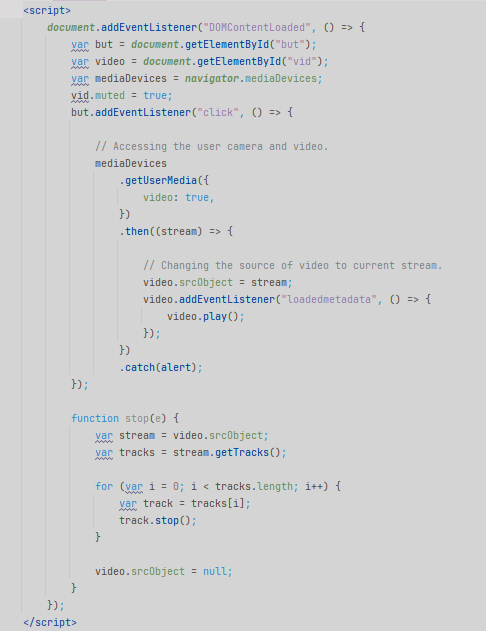 <script>
    document.addEventListener("DOMContentLoaded", () => {
        var but = document.getElementById("but");
        var video = document.getElementById("vid");
        var mediaDevices = navigator.mediaDevices;
        vid.muted = true;
        but.addEventListener("click", () => {

            // Accessing the user camera and video.
            mediaDevices
                .getUserMedia({
                    video: true,
                })
                .then((stream) => {

                    // Changing the source of video to current stream.
                    video.srcObject = stream;
                    video.addEventListener("loadedmetadata", () => {
                        video.play();
                    });
                })
                .catch(alert);
        });

        function stop(e) {
            var stream = video.srcObject;
            var tracks = stream.getTracks();

            for (var i = 0; i < tracks.length; i++) {
                var track = tracks[i];
                track.stop();
            }

            video.srcObject = null;
        }
    });
</script>